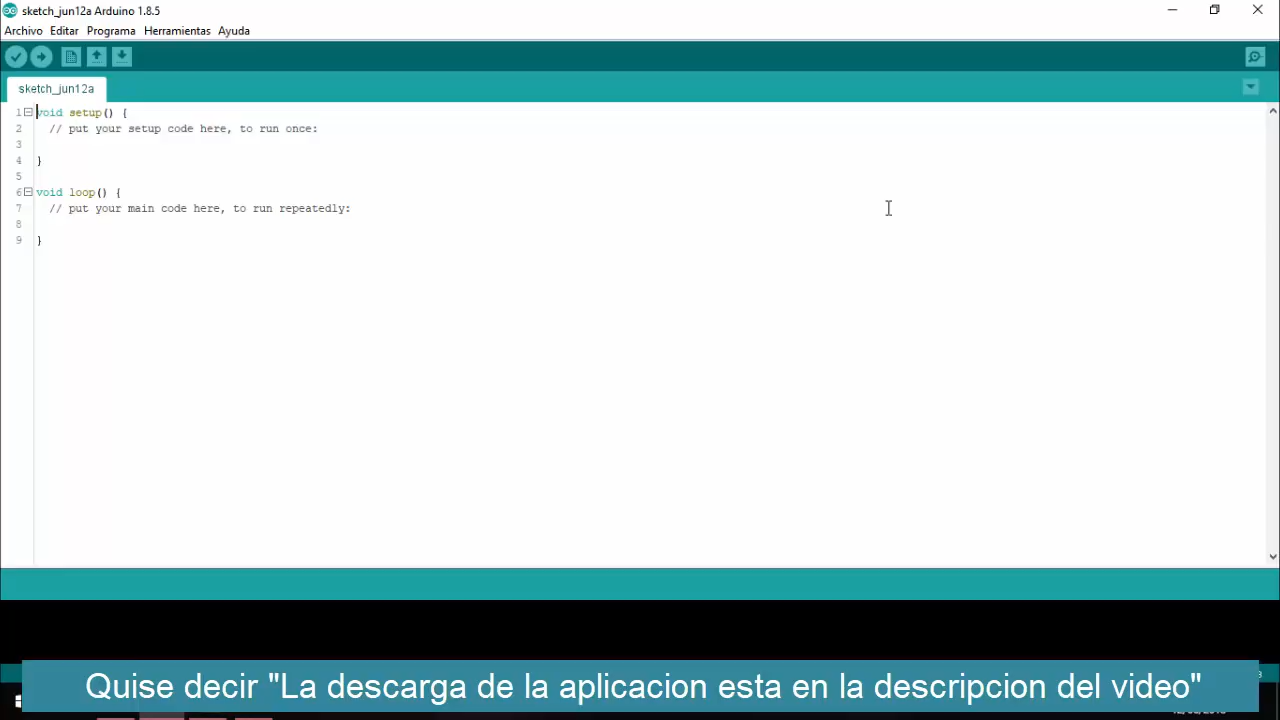 sketch_jun12a Arduino 1.8.5
Archivo Editar Programa Herramientas Ayuda
sketch_jun12a
1 void setup() {
2 // put your setup code here, to run once:
3
4 }
5
6 void loop() {
7 // put your main code here, to run repeatedly:
8
9 }
Quise decir "La descarga de la aplicacion esta en la descripcion del video"